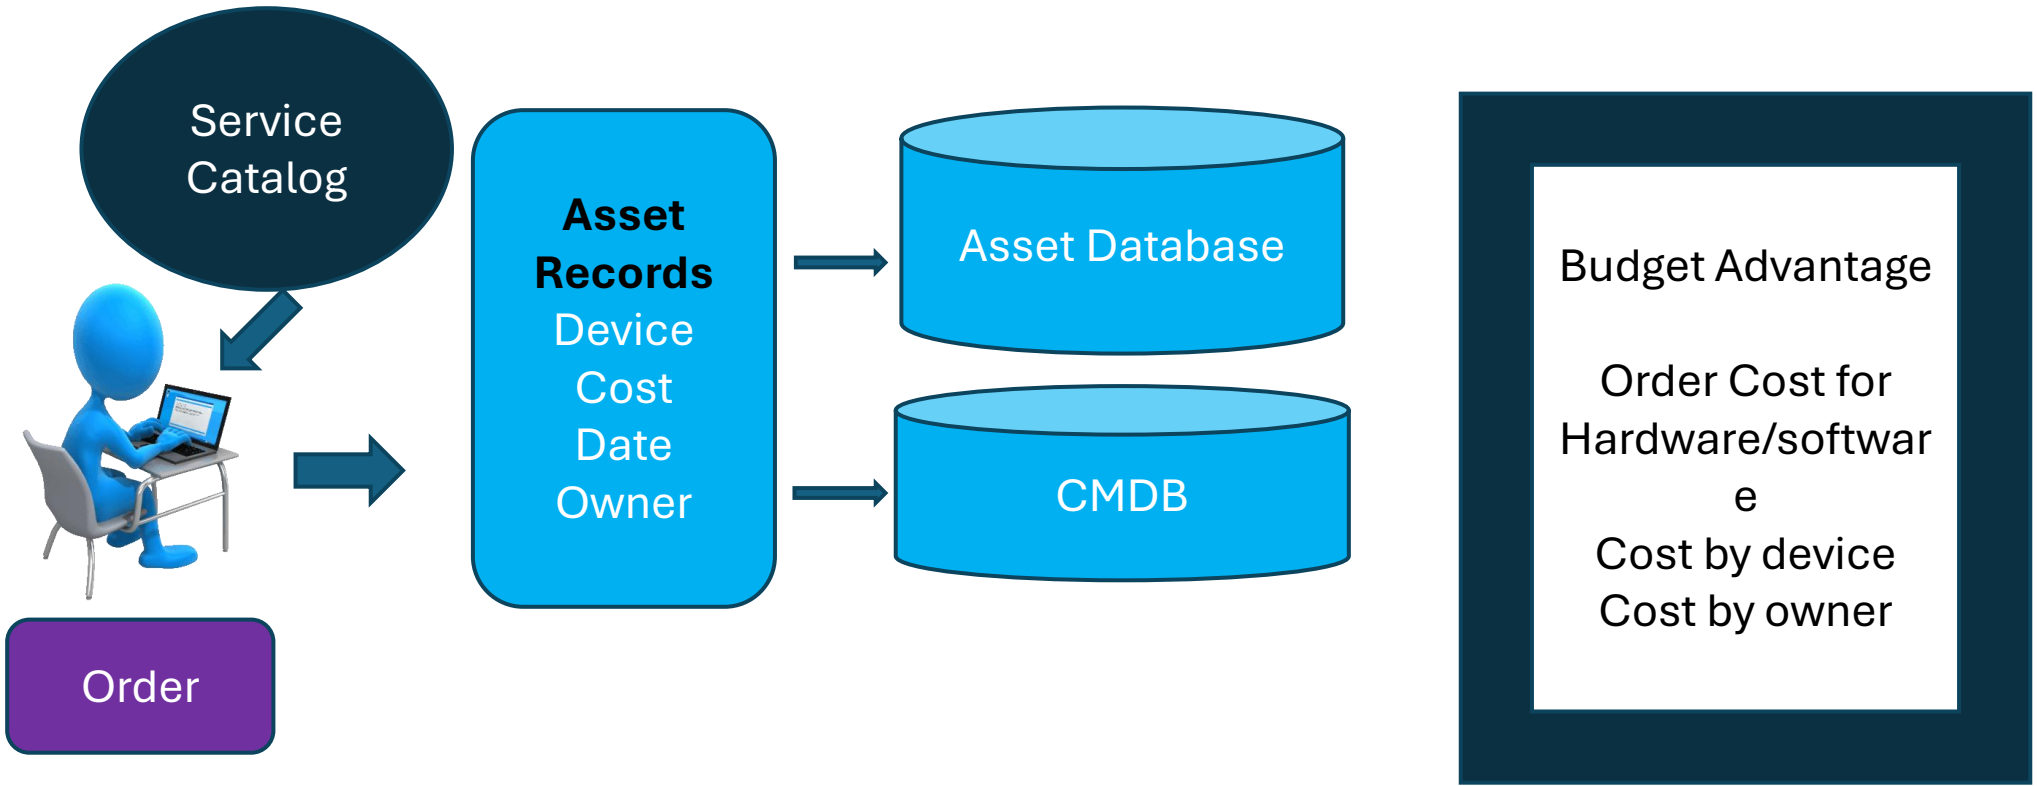 Service
Catalog
Order
Asset
Records
Device
Cost
Date
Owner
Asset Database
CMDB
Budget Advantage
Order Cost for
Hardware/softwar
e
Cost by device
Cost by owner